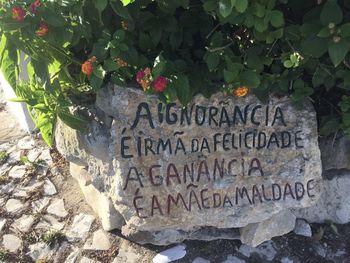 A IGNORÂNCIA
É IRMÃ DA FELICIDADE
A GANÂNCIA
É A MÃE DA MALDADE